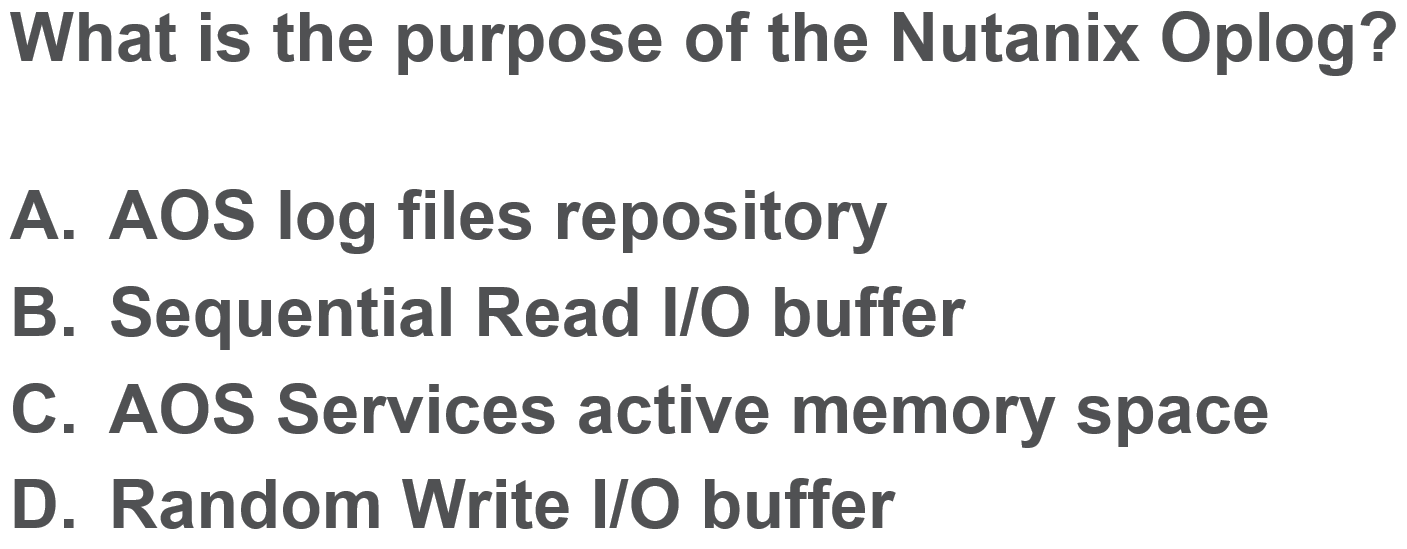 What is the purpose of the Nutanix Oplog?
A. AOS log files repository
B. Sequential Read I/O buffer
C. AOS Services active memory space
D. Random Write I/O buffer